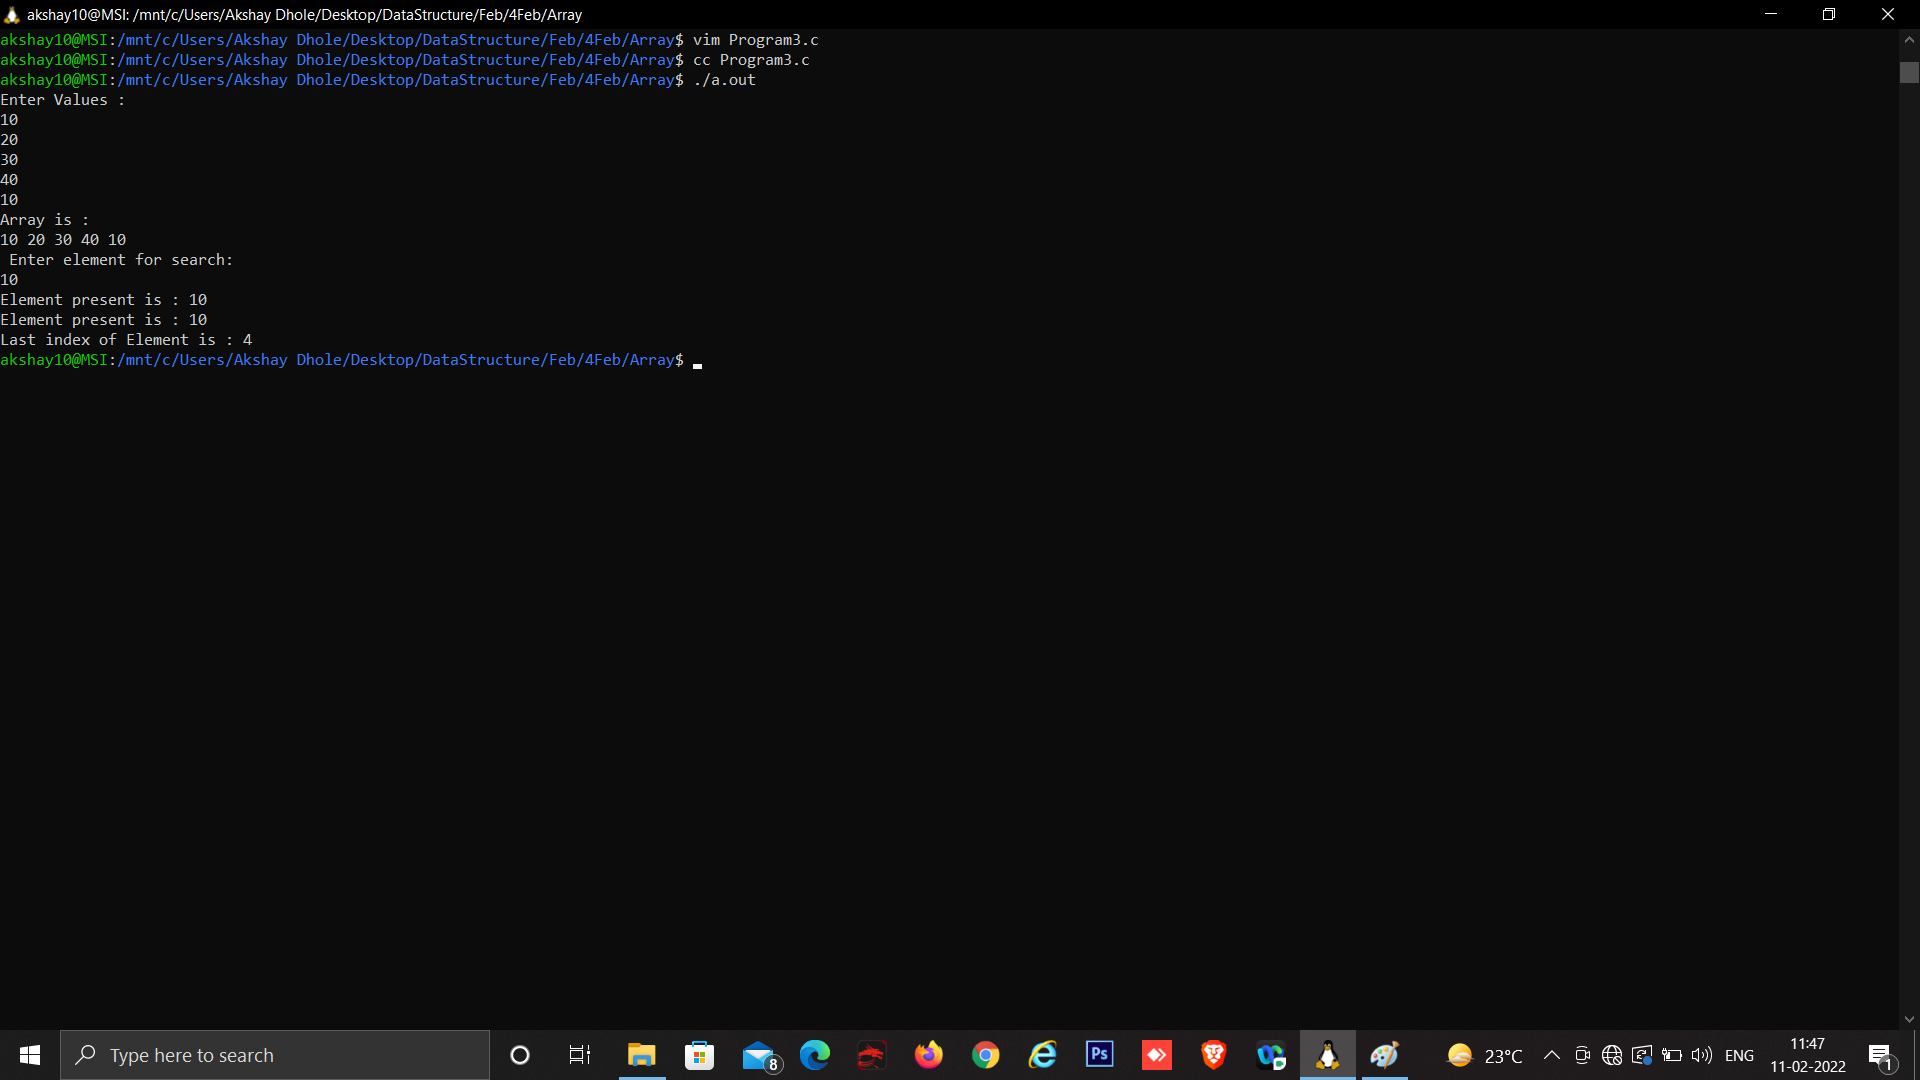 akshay10@MSI: /mnt/c/Users/Akshay Dhole/Desktop/DataStructure/Feb/4Feb/Array
akshay10@MSI:/mnt/c/Users/Akshay Dhole/Desktop/DataStructure/Feb/4Feb/Array$ vim Program3.c
akshay10@MSI:/mnt/c/Users/Akshay Dhole/Desktop/DataStructure/Feb/4Feb/Array$ cc Program3.c
akshay10@MSI:/mnt/c/Users/Akshay Dhole/Desktop/DataStructure/Feb/4Feb/Array$ ./a.out
Enter Values :
10
20
30
40
10
Array is :
10 20 30 40 10
 Enter element for search:
10
Element present is : 10
Element present is : 10
Last index of Element is : 4
akshay10@MSI:/mnt/c/Users/Akshay Dhole/Desktop/DataStructure/Feb/4Feb/Array$
Type here to search
8
Ps
23°C
ENG
11:47
11-02-2022
1